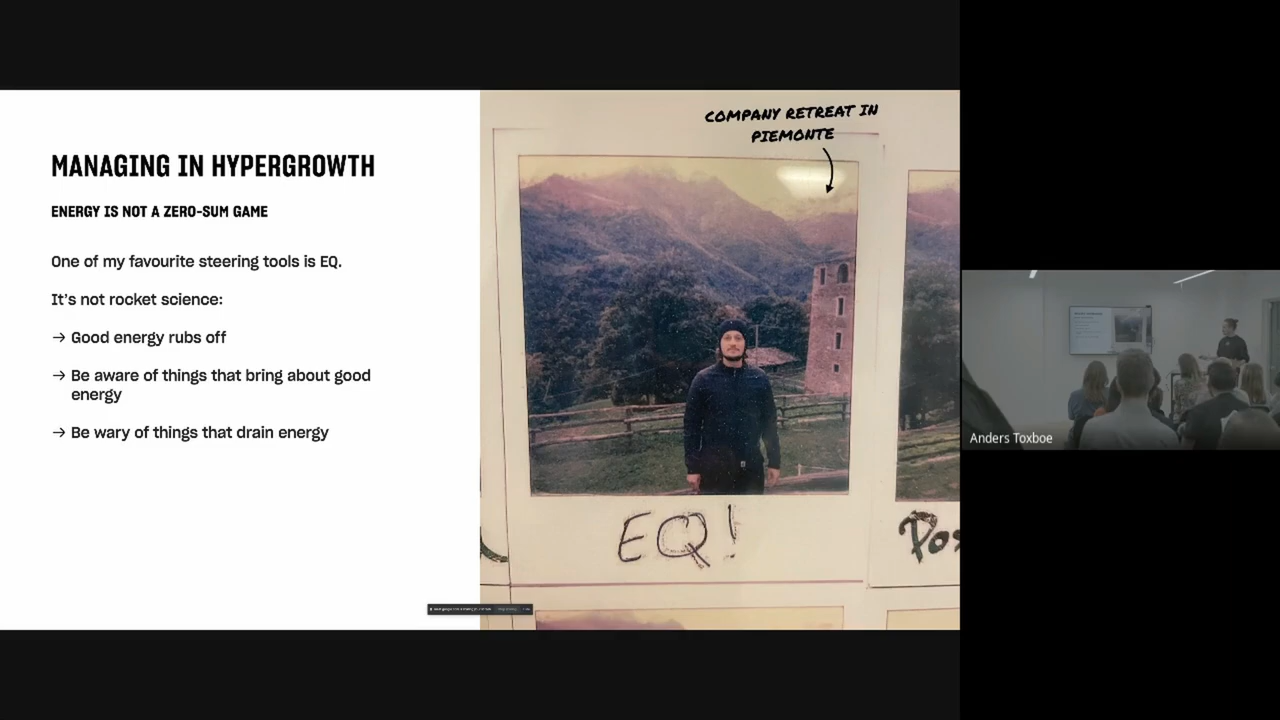 MANAGING IN HYPERGROWTH
ENERGY IS NOT A ZERO-SUM GAME
One of my favourite steering tools is EQ.
It's not rocket science:
→ Good energy rubs off
→ Be aware of things that bring about good
energy
→ Be wary of things that drain energy
COMPANY RETREAT IN
PIEMONTE
EQ!
Anders Toxboe